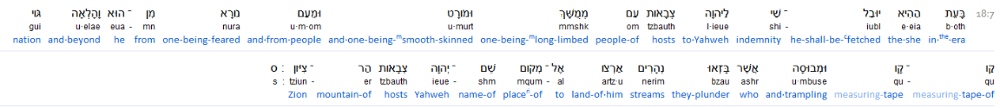 18:7 בָּעֵת הַהִיא יוּבַל ־ שַׁי לַיהוָה צְבָאוֹת עַם מְמֻשָּׁךְ וּמוֹרָט וּמֵעַם נוֹרָא מִן ־ הוּא וָהָלְאָה גּוֹי
gui u·elae eua - mn nura u·m·om u·murt mmshk om tzbauth l·ieue shi - iubl e·eia b·oth
nation and·beyond he from one-being-feared and·from·people and·one-being-ᵐsmooth-skinned one-being-ᵐlong-limbed people-of hosts to·Yahweh indemnity he-shall-be-ᶜfetched the·she in·ᵗʰᵉ·era
קַו ־ קָו וּמְבוּסָה אֲשֶׁר בָּזְאוּ נְהָרִים אַרְצוֹ אֶל ־ מְקוֹם שֵׁם ־ יְהוָה צְבָאוֹת הַר ־ צִיּוֹן : ס
s : tziun - er tzbauth ieue - shm mqum - al artz·u nerim bzau ashr u·mbuse qu - qu
Zion mountain-of hosts Yahweh name-of placeⁿ-of to land-of·him streams they-plunder who and·trampling measuring-tape measuring-tape-of